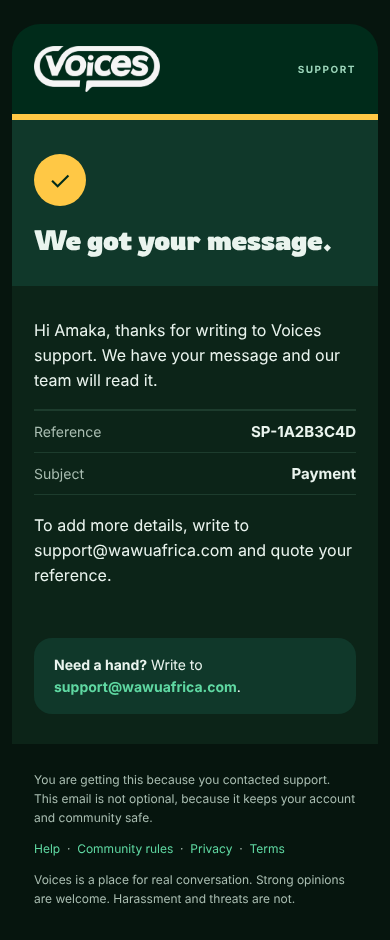 Voices
SUPPORT
We got your message.
Hi Amaka, thanks for writing to Voices
support. We have your message and our
team will read it.
Reference SP-1A2B3C4D
Subject Payment
To add more details, write to
support@wawuafrica.com and quote your
reference.
Need a hand? Write to
support@wawuafrica.com.
You are getting this because you contacted support.
This email is not optional, because it keeps your account
and community safe.
Help · Community rules · Privacy · Terms
Voices is a place for real conversation. Strong opinions
are welcome. Harassment and threats are not.